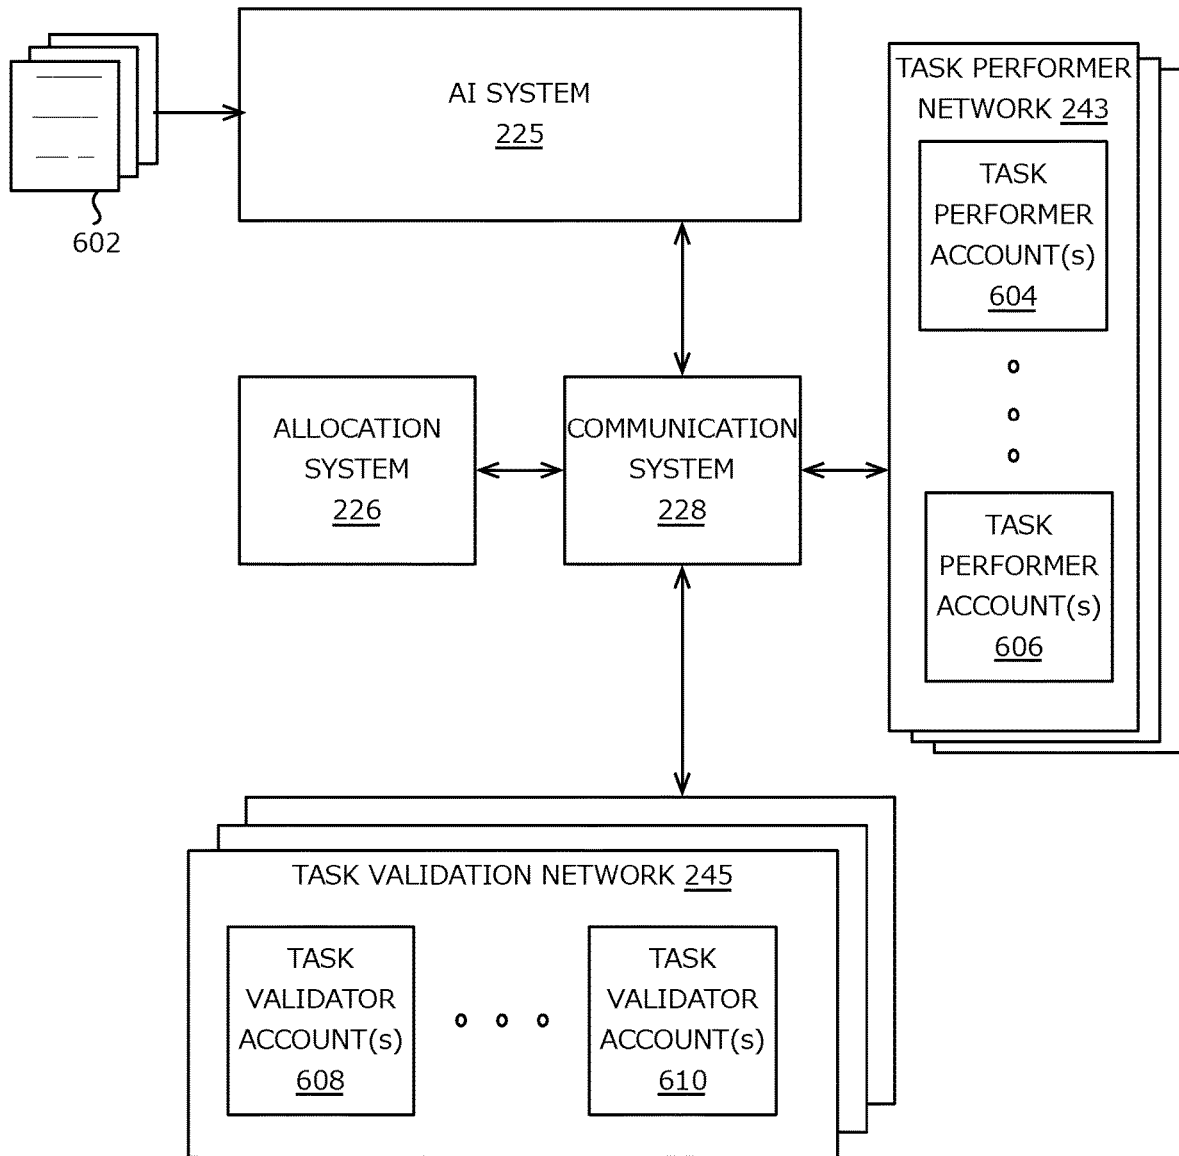 AI SYSTEM
225
602
TASK PERFORMER
NETWORK 243
TASK
PERFORMER
ACCOUNT(s)
604
ALLOCATION
SYSTEM
226
COMMUNICATION
SYSTEM
228
TASK
PERFORMER
ACCOUNT(s)
606
TASK VALIDATION NETWORK 245
TASK
VALIDATOR
ACCOUNT(s)
608
TASK
VALIDATOR
ACCOUNT(s)
610